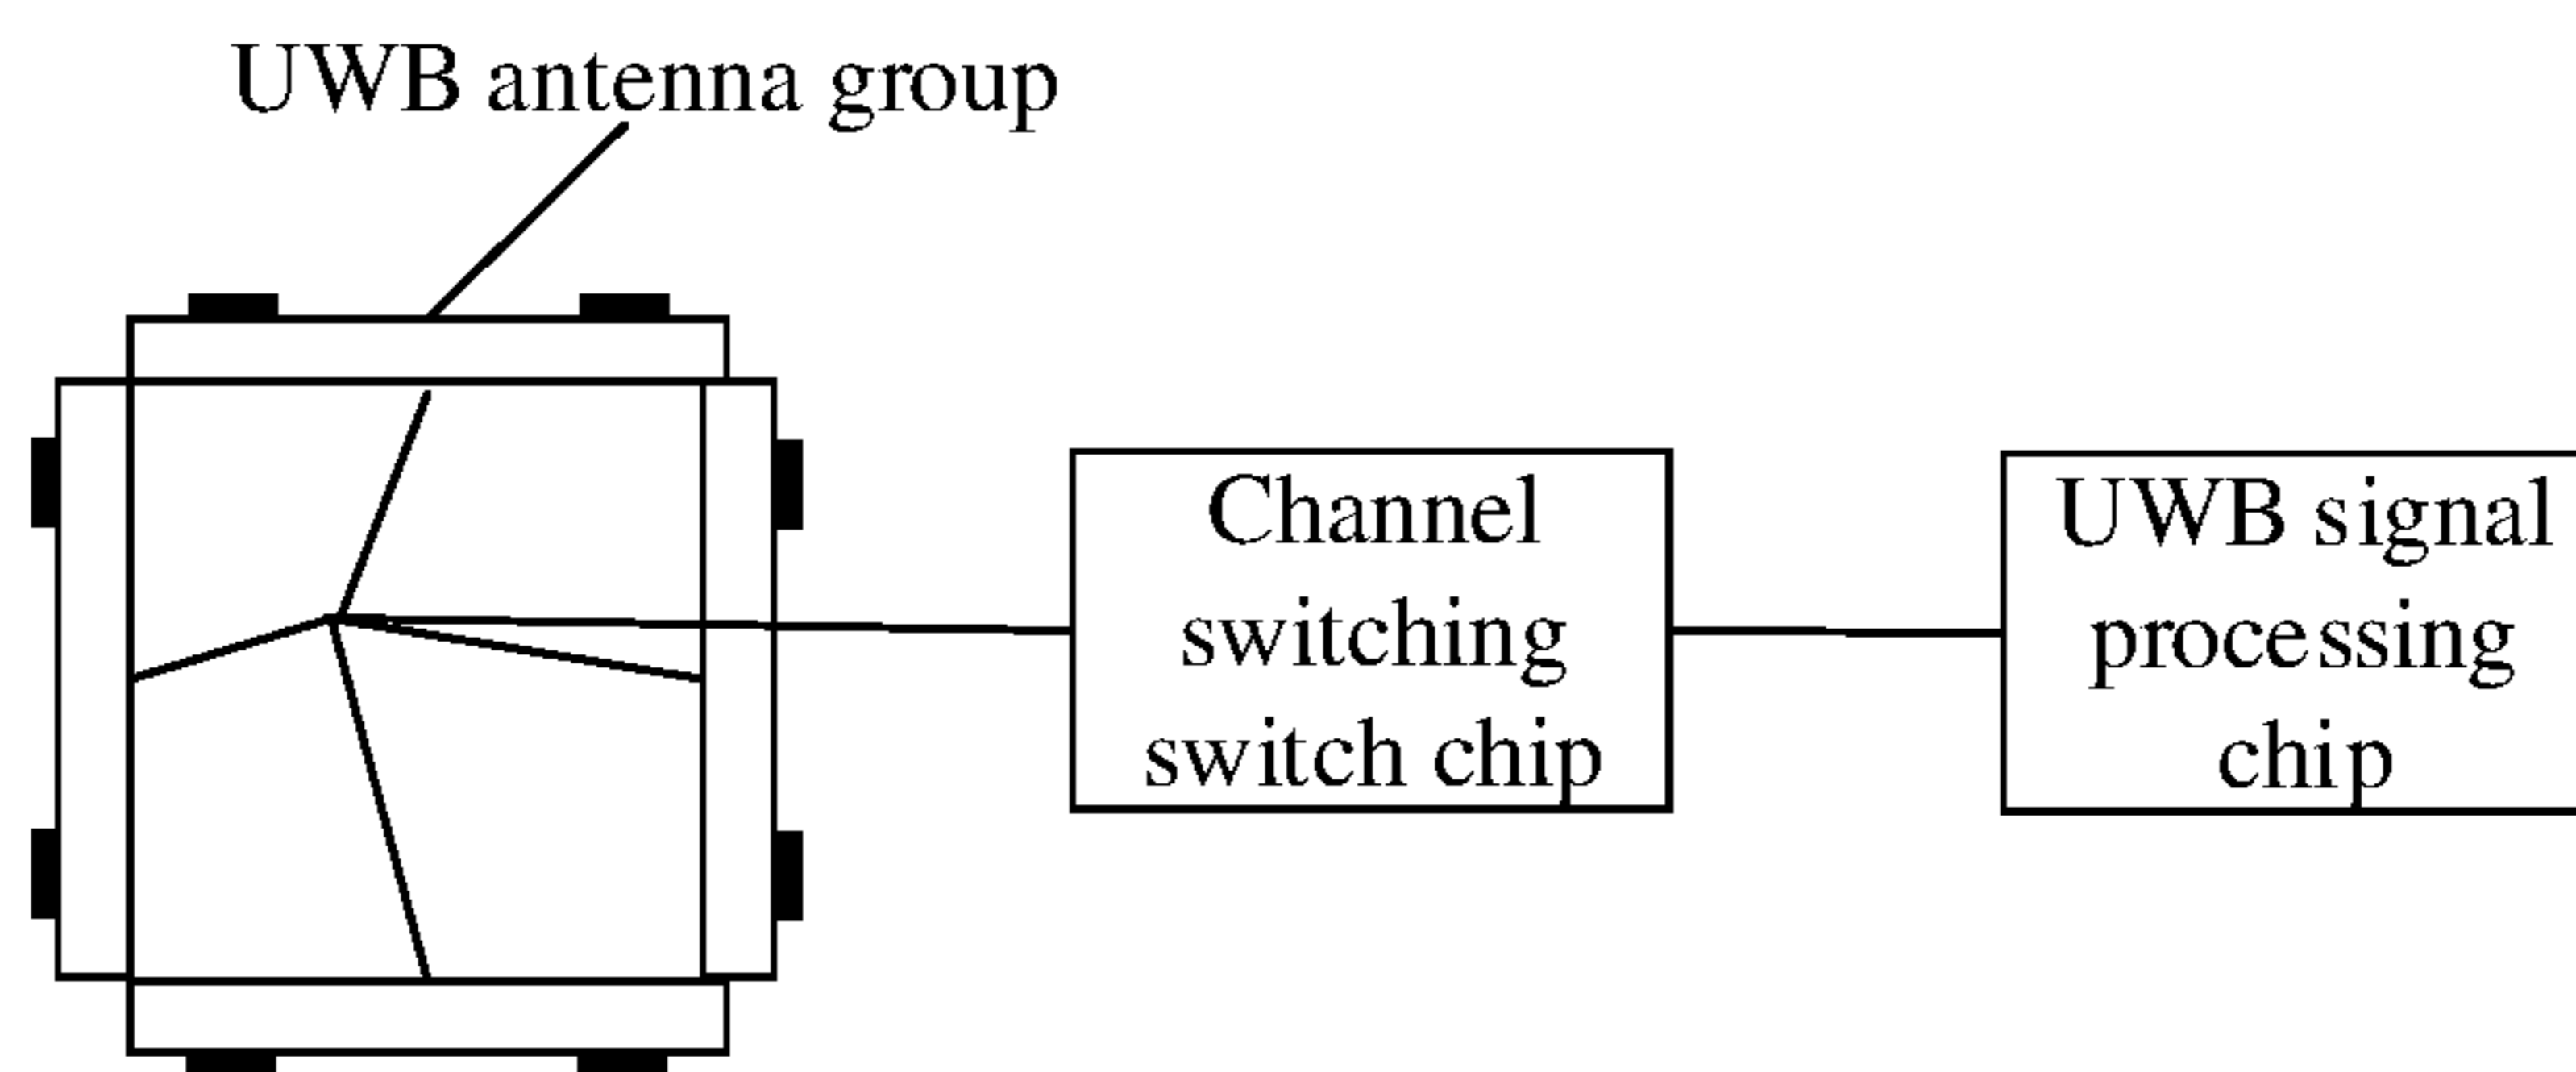 UWB antenna group
Channel
switching
switch chip
UWB signal
processing
chip